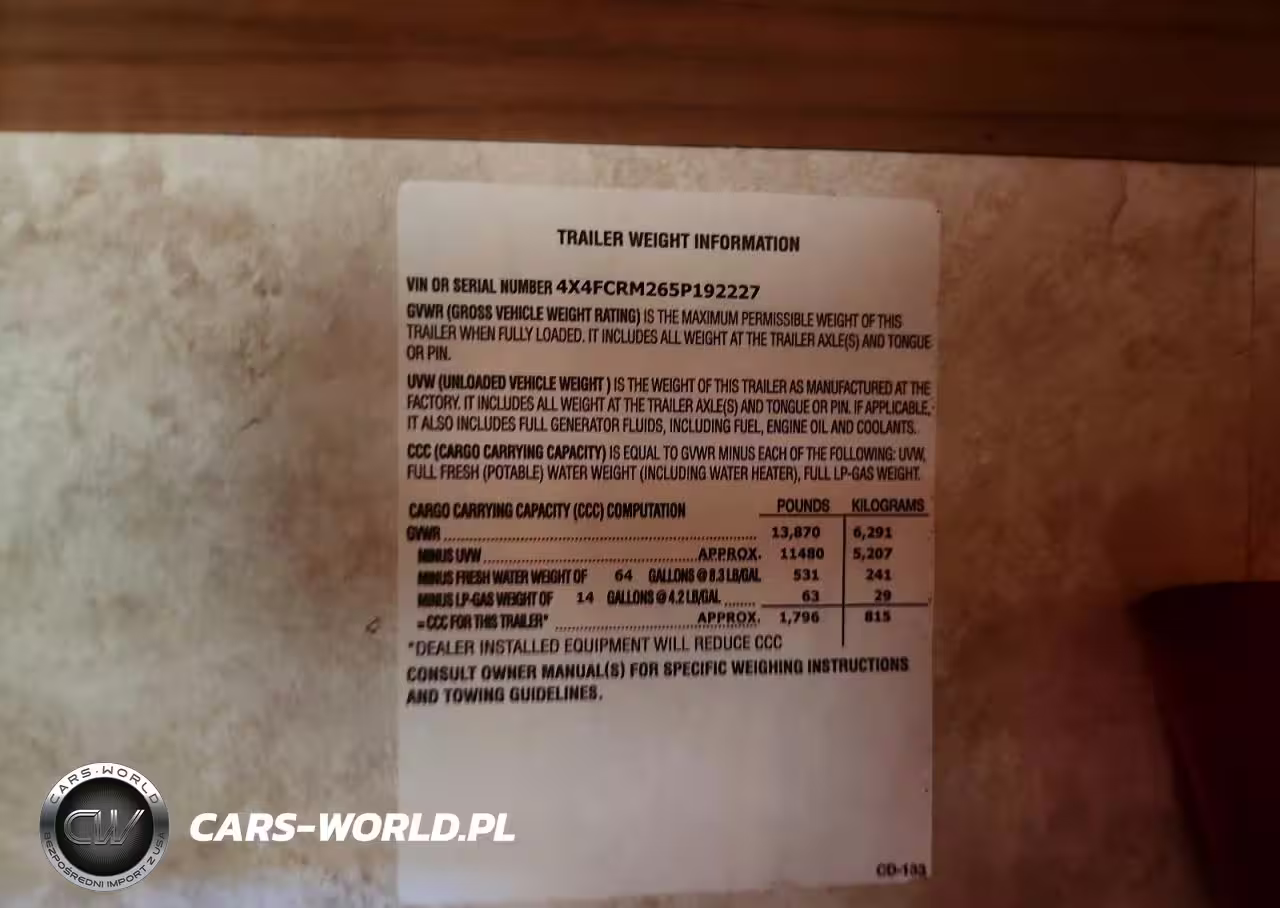 TRAILER WEIGHT INFORMATION
VIN OR SERIAL NUMBER 4X4FCRM265P192227
GVWR (GROSS VEHICLE WEIGHT RATING) IS THE MAXIMUM PERMISSIBLE WEIGHT OF THIS
TRAILER WHEN FULLY LOADED. IT INCLUDES ALL WEIGHT AT THE TRAILER AXLE(S) AND TONGUE
OR PIN.
UVW (UNLOADED VEHICLE WEIGHT ) IS THE WEIGHT OF THIS TRAILER AS MANUFACTURED AT THE
FACTORY. IT INCLUDES ALL WEIGHT AT THE TRAILER AXLE(S) AND TONGUE OR PIN. IF APPLICABLE,
IT ALSO INCLUDES FULL GENERATOR FLUIDS, INCLUDING FUEL, ENGINE OIL AND COOLANTS.
CCC (CARGO CARRYING CAPACITY) IS EQUAL TO GVWR MINUS EACH OF THE FOLLOWING: UVW,
FULL FRESH (POTABLE) WATER WEIGHT (INCLUDING WATER HEATER), FULL LP-GAS WEIGHT.
CARGO CARRYING CAPACITY (CCC) COMPUTATION POUNDS KILOGRAMS
GVWR 13,870 6,291
MINUS UVW APPROX. 11480 5,207
MINUS FRESH WATER WEIGHT OF 64 GALLONS @ 8.3 LB/GAL 531 241
MINUS LP-GAS WEIGHT OF 14 GALLONS @ 4.2 LB/GAL 63 29
=CCC FOR THIS TRAILER* APPROX. 1,796 815
*DEALER INSTALLED EQUIPMENT WILL REDUCE CCC
CONSULT OWNER MANUAL(S) FOR SPECIFIC WEIGHING INSTRUCTIONS
AND TOWING GUIDELINES.
CD-133
CARS-WORLD
CW
BEZPOŚREDNI IMPORT Z USA
CARS-WORLD.PL